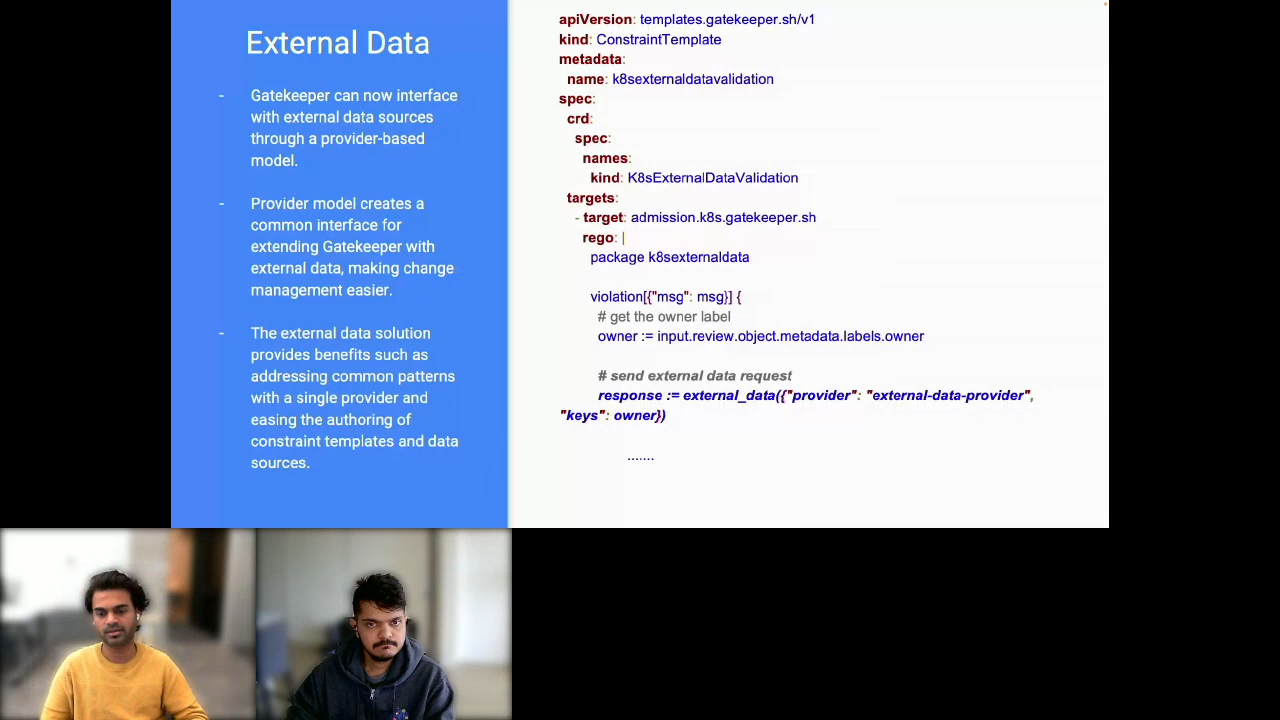 External Data
- Gatekeeper can now interface
with external data sources
through a provider-based
model.
- Provider model creates a
common interface for
extending Gatekeeper with
external data, making change
management easier.
- The external data solution
provides benefits such as
addressing common patterns
with a single provider and
easing the authoring of
constraint templates and data
sources.
apiVersion: templates.gatekeeper.sh/v1
kind: ConstraintTemplate
metadata:
name: k8sexternaldatavalidation
spec:
crd:
spec:
names:
kind: K8sExternalDataValidation
targets:
- target: admission.k8s.gatekeeper.sh
rego: |
package k8sexternaldata
violation[{"msg": msg}] {
# get the owner label
owner := input.review.object.metadata.labels.owner
# send external data request
response := external_data({"provider": "external-data-provider",
"keys": owner})
.......